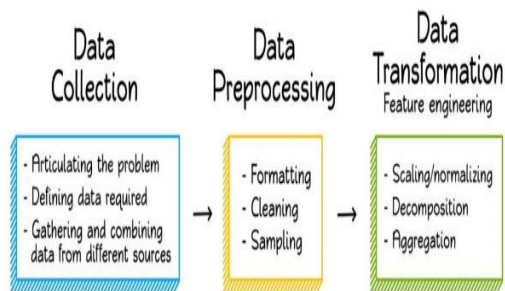 Data
Collection
- Articulating the problem
- Defining data required
- Gathering and combining
data from different sources
→
Data
Preprocessing
- Formatting
- Cleaning
- Sampling
→
Data
Transformation
Feature engineering
- Scaling/normalizing
- Decomposition
- Aggregation